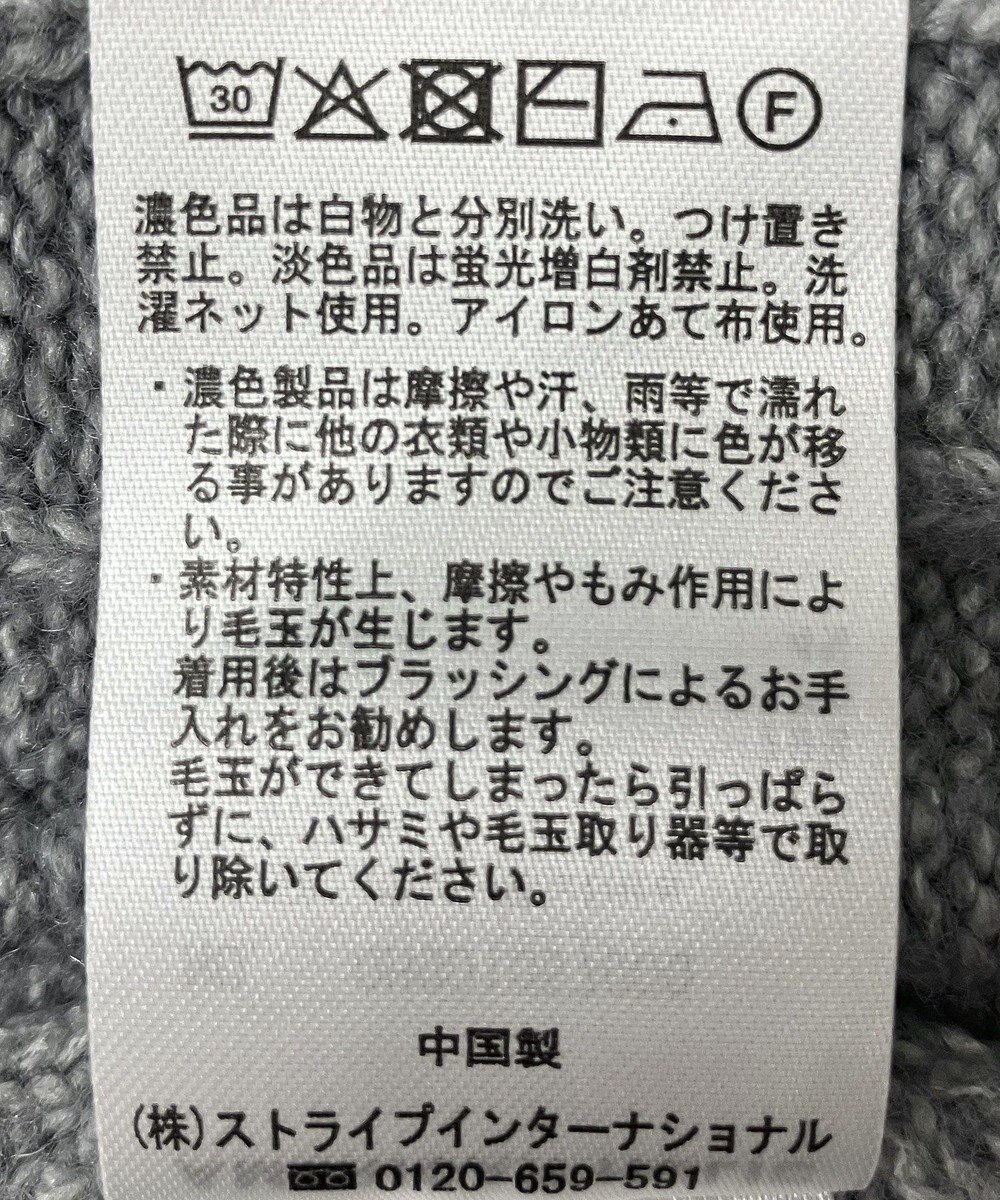 30 F
濃色品は白物と分別洗い。つけ置き
禁止。淡色品は蛍光増白剤禁止。洗
濯ネット使用。アイロンあて布使用。
・濃色製品は摩擦や汗、雨等で濡れ
た際に他の衣類や小物類に色が移
る事がありますのでご注意くださ
い。
・素材特性上、摩擦やもみ作用によ
り毛玉が生じます。
着用後はブラッシングによるお手
入れをお勧めします。
毛玉ができてしまったら引っぱら
ずに、ハサミや毛玉取り器等で取
り除いてください。
中国製
(株)ストライプインターナショナル
0120-659-591